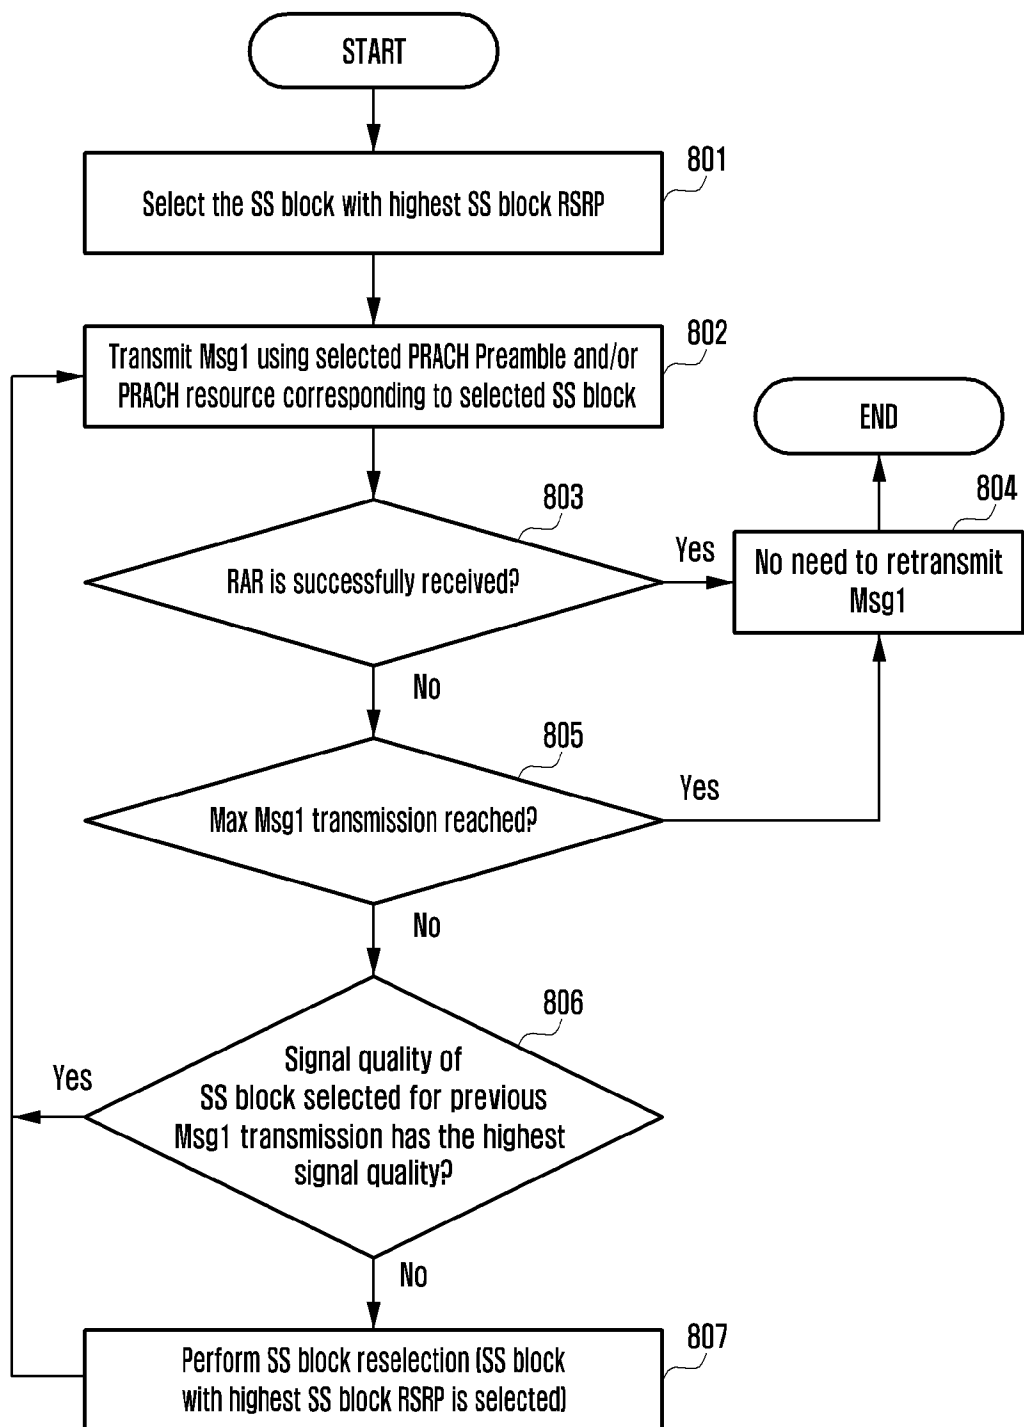 START
801
Select the SS block with highest SS block RSRP
802
Transmit Msg1 using selected PRACH Preamble and/or
PRACH resource corresponding to selected SS block
END
803
804
RAR is successfully received?
Yes
No need to retransmit
Msg1
No
805
Max Msg1 transmission reached?
Yes
No
806
Signal quality of
SS block selected for previous
Msg1 transmission has the highest
signal quality?
Yes
No
807
Perform SS block reselection (SS block
with highest SS block RSRP is selected)